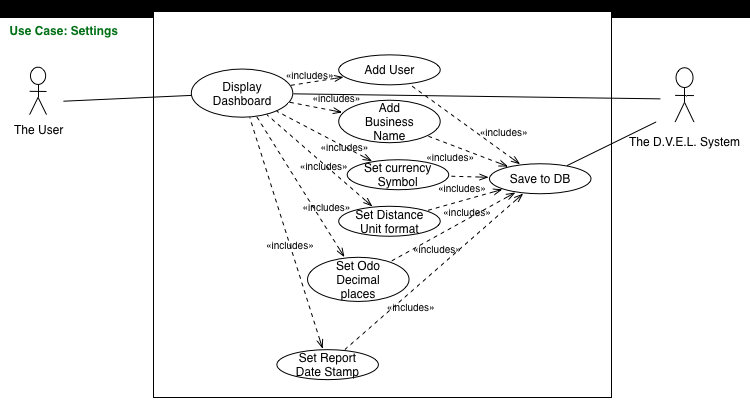 Use Case: Settings
The User
Display
Dashboard
«includes»
Add User
«includes»
Add
Business
Name
«includes»
The D.V.E.L. System
«includes»
Set currency
Symbol
«includes»
«includes»
Save to DB
«includes»
«includes»
Set Distance
Unit format
«includes»
«includes»
«includes»
Set Odo
Decimal
places
«includes»
Set Report
Date Stamp